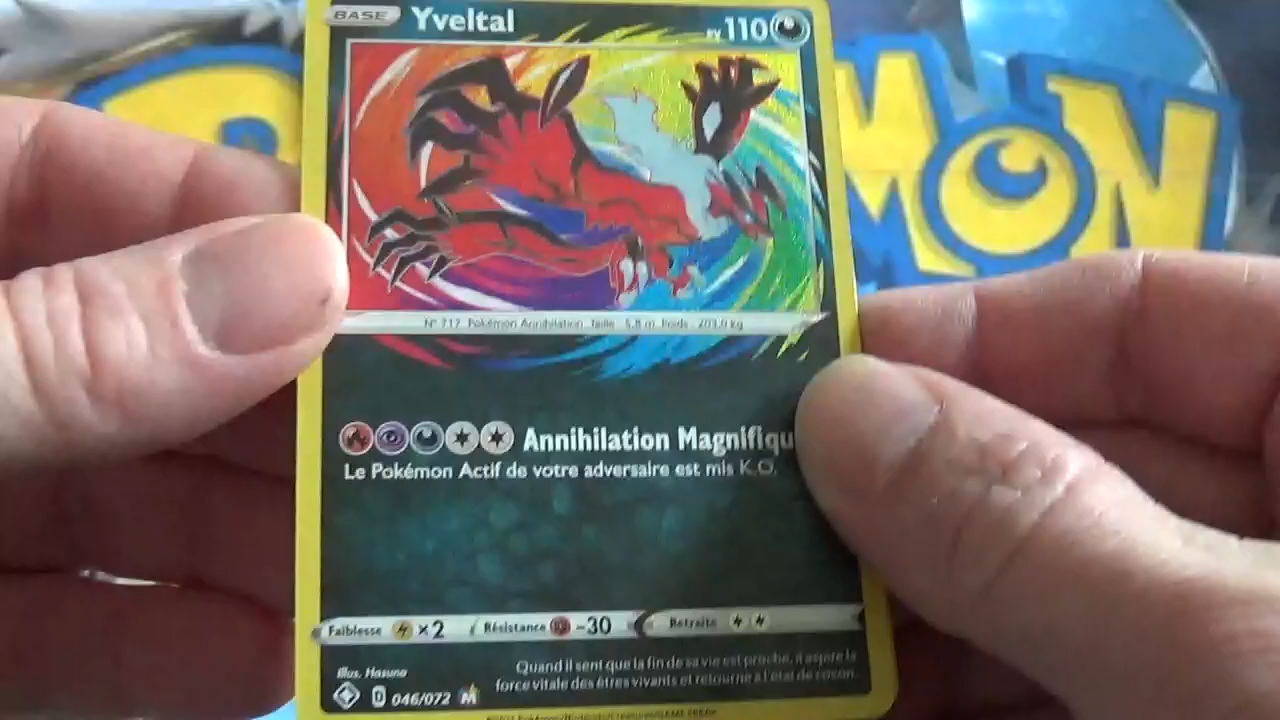 BASE Yveltal PV 110
MON
N° 717 Pokémon Annihilation Taille : 5,8 m Poids : 203,0 kg
Annihilation Magnifiqu
Le Pokémon Actif de votre adversaire est mis K.O.
Faiblesse ×2 Résistance -30 Retraite
Illus. Hasuno
Quand il sent que la fin de sa vie est proche, il aspire la
force vitale des êtres vivants et retourne à l'état de cocon.
D 046/072